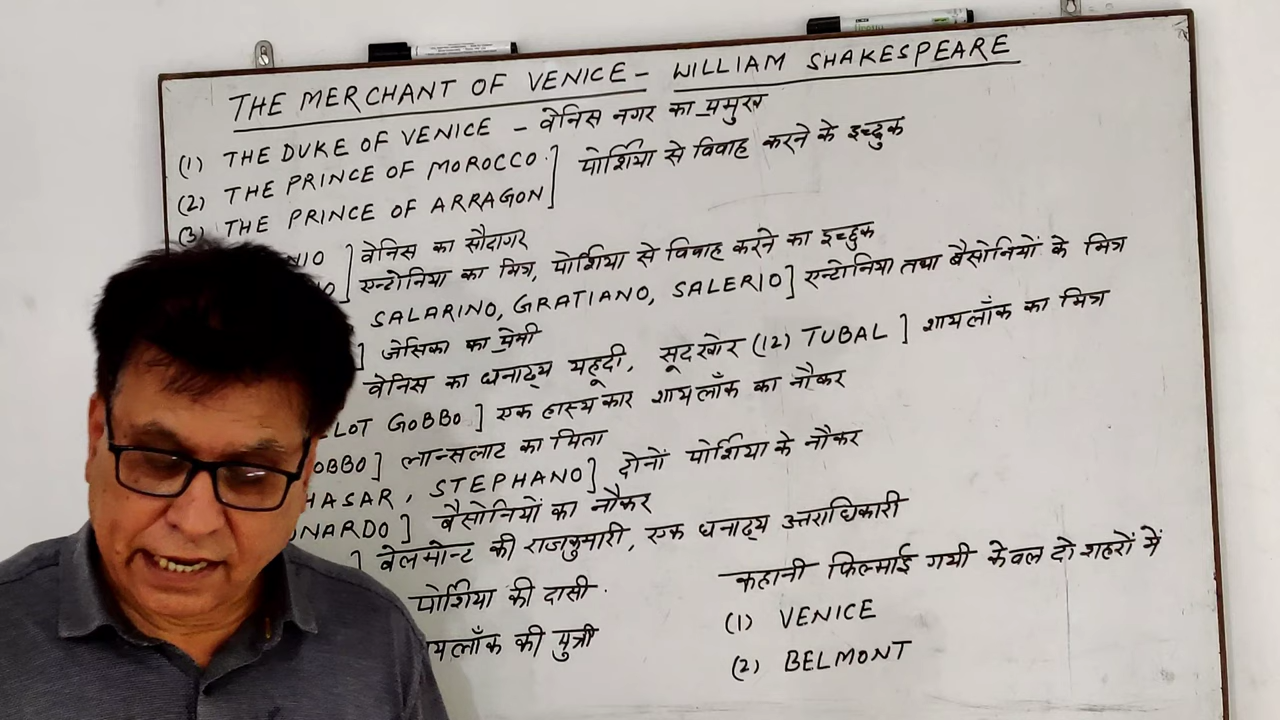 THE MERCHANT OF VENICE - WILLIAM SHAKESPEARE
(1) THE DUKE OF VENICE - वेनिस नगर का प्रमुख
(2) THE PRINCE OF MOROCCO ] पोर्शिया से विवाह करने के इच्छुक
(3) THE PRINCE OF ARRAGON ]
NIO ] वेनिस का सौदागर
IO ] एन्टोनिया का मित्र, पोर्शिया से विवाह करने का इच्छुक
SALARINO, GRATIANO, SALERIO ] एन्टोनिया तथा बैसोनियों के मित्र
] जेसिका का प्रेमी
वेनिस का धनाढ्य यहूदी, सूदखोर (12) TUBAL ] शायलॉक का मित्र
LOT GOBBO ] एक हास्यकार शायलॉक का नौकर
OBBO ] लान्सलाट का पिता
HASAR, STEPHANO ] दोनों पोर्शिया के नौकर
NARDO ] बैसोनियों का नौकर
] बेलमोन्ट की राजकुमारी, एक धनाढ्य उत्तराधिकारी
पोर्शिया की दासी.
यलॉक की पुत्री
कहानी फिल्माई गयी केवल दो शहरों में
(1) VENICE
(2) BELMONT